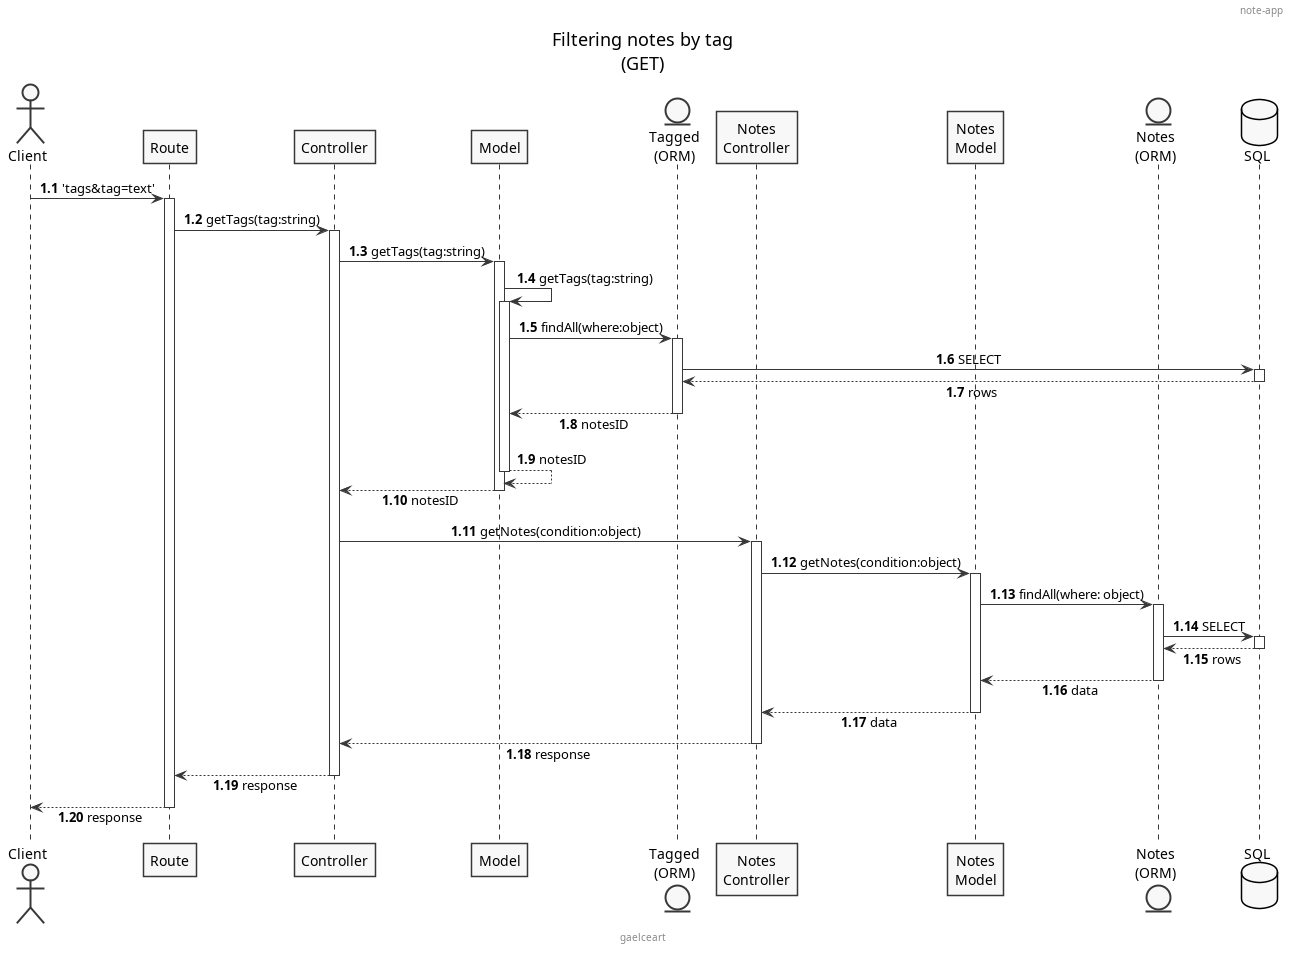 note-app
Filtering notes by tag
(GET)
Client
Route
Controller
Model
Tagged
(ORM)
Notes
Controller
Notes
Model
Notes
(ORM)
SQL
1.1 'tags&tag=text'
1.2 getTags(tag:string)
1.3 getTags(tag:string)
1.4 getTags(tag:string)
1.5 findAll(where:object)
1.6 SELECT
1.7 rows
1.8 notesID
1.9 notesID
1.10 notesID
1.11 getNotes(condition:object)
1.12 getNotes(condition:object)
1.13 findAll(where: object)
1.14 SELECT
1.15 rows
1.16 data
1.17 data
1.18 response
1.19 response
1.20 response
Client
Route
Controller
Model
Tagged
(ORM)
Notes
Controller
Notes
Model
Notes
(ORM)
SQL
gaelceart